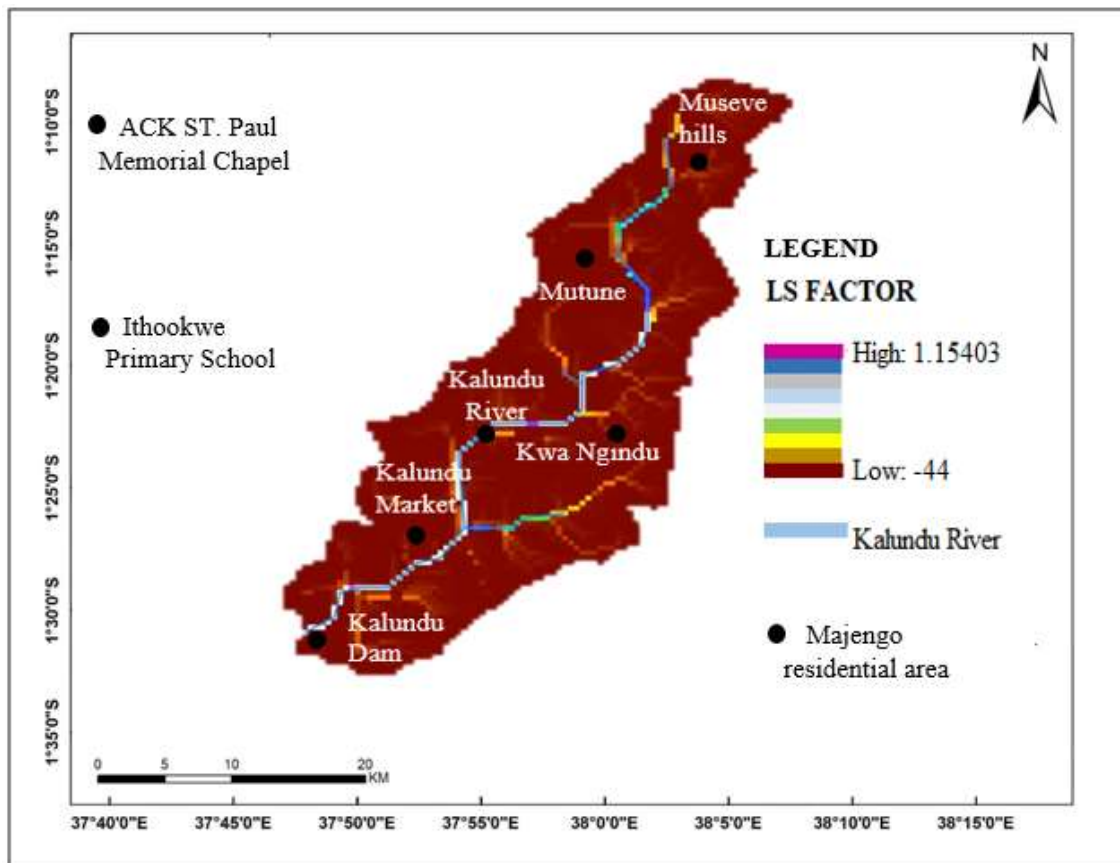 N
Museve
hills
ACK ST. Paul
Memorial Chapel
Mutune
Ithookwe
Primary School
Kalundu
River
Kwa Ngindu
Kalundu
Market
Kalundu
Dam
LEGEND
LS FACTOR
High: 1.15403
Low: -44
Kalundu River
Majengo
residential area
1°10'0"S
1°15'0"S
1°20'0"S
1°25'0"S
1°30'0"S
1°35'0"S
0 5 10 20
KM
37°40'0"E 37°45'0"E 37°50'0"E 37°55'0"E 38°0'0"E 38°5'0"E 38°10'0"E 38°15'0"E